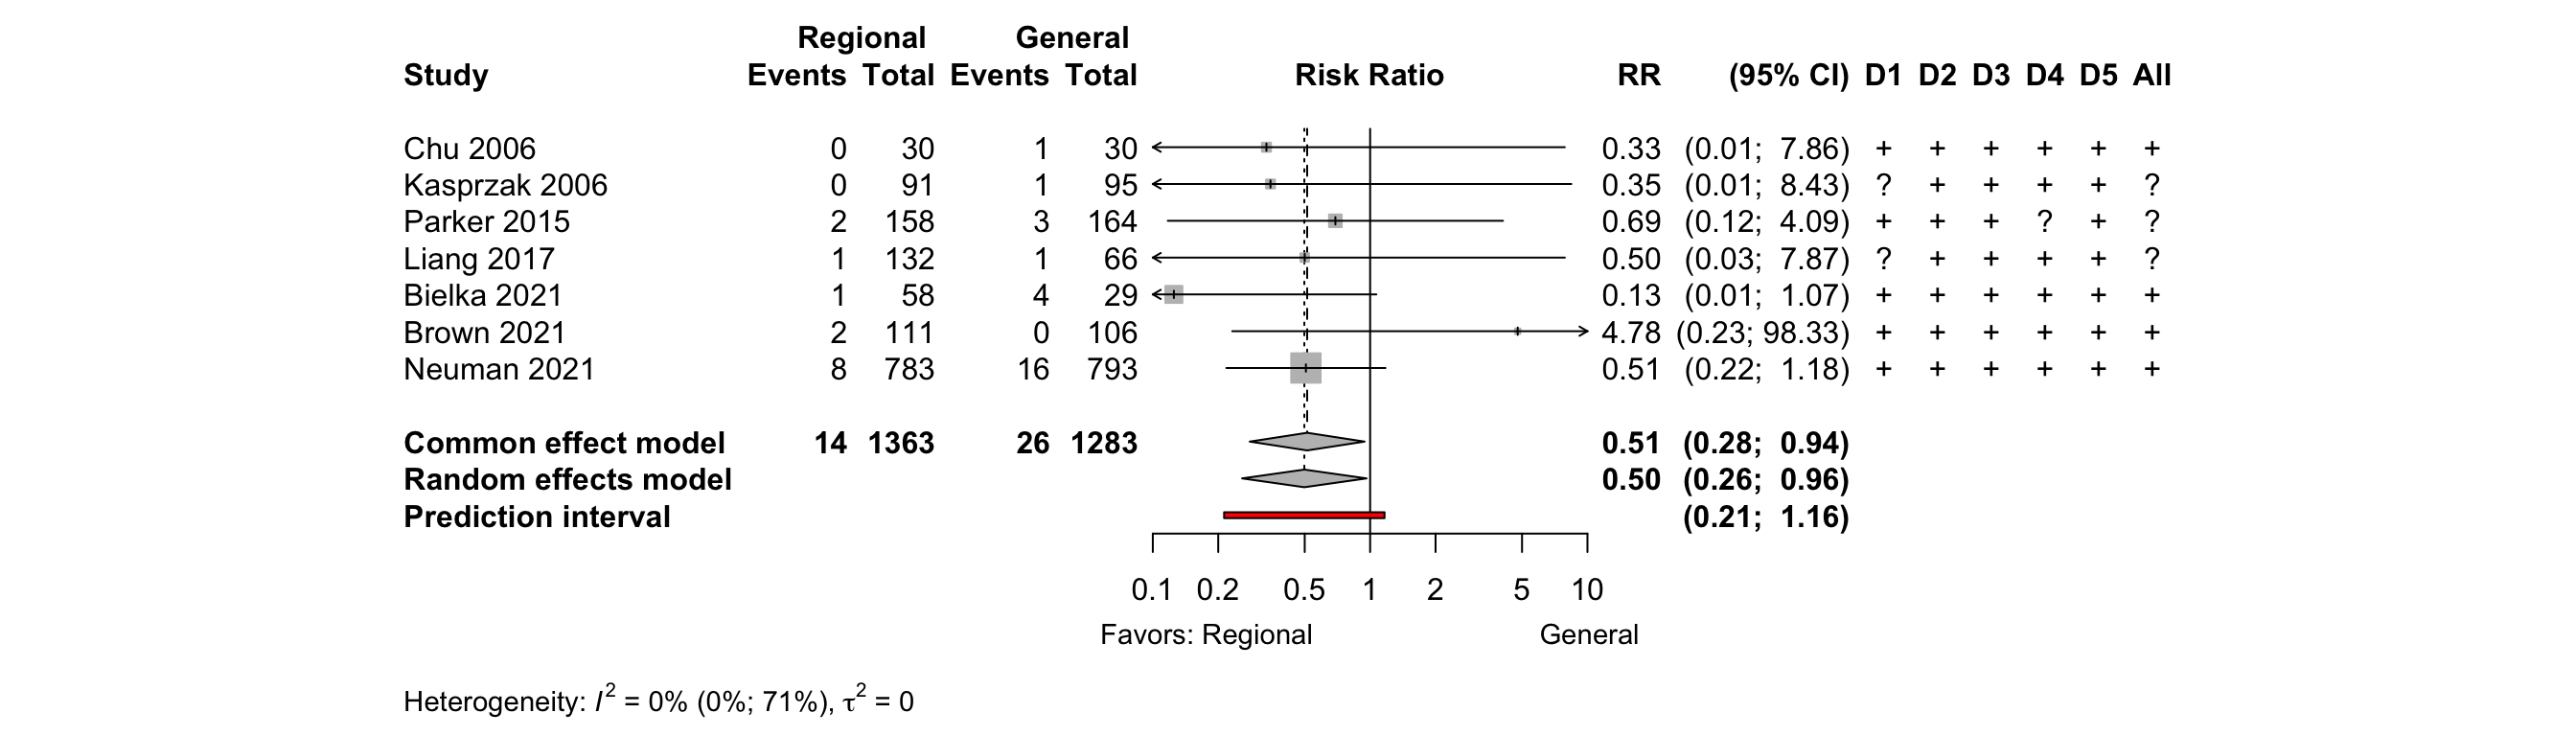 Regional General
Study Events Total Events Total Risk Ratio RR (95% CI) D1 D2 D3 D4 D5 All
Chu 2006 0 30 1 30 0.33 (0.01; 7.86) + + + + + +
Kasprzak 2006 0 91 1 95 0.35 (0.01; 8.43) ? + + + + ?
Parker 2015 2 158 3 164 0.69 (0.12; 4.09) + + + ? + ?
Liang 2017 1 132 1 66 0.50 (0.03; 7.87) ? + + + + ?
Bielka 2021 1 58 4 29 0.13 (0.01; 1.07) + + + + + +
Brown 2021 2 111 0 106 4.78 (0.23; 98.33) + + + + + +
Neuman 2021 8 783 16 793 0.51 (0.22; 1.18) + + + + + +
Common effect model 14 1363 26 1283 0.51 (0.28; 0.94)
Random effects model 0.50 (0.26; 0.96)
Prediction interval (0.21; 1.16)
0.1 0.2 0.5 1 2 5 10
Favors: Regional General
Heterogeneity: I² = 0% (0%; 71%), τ² = 0